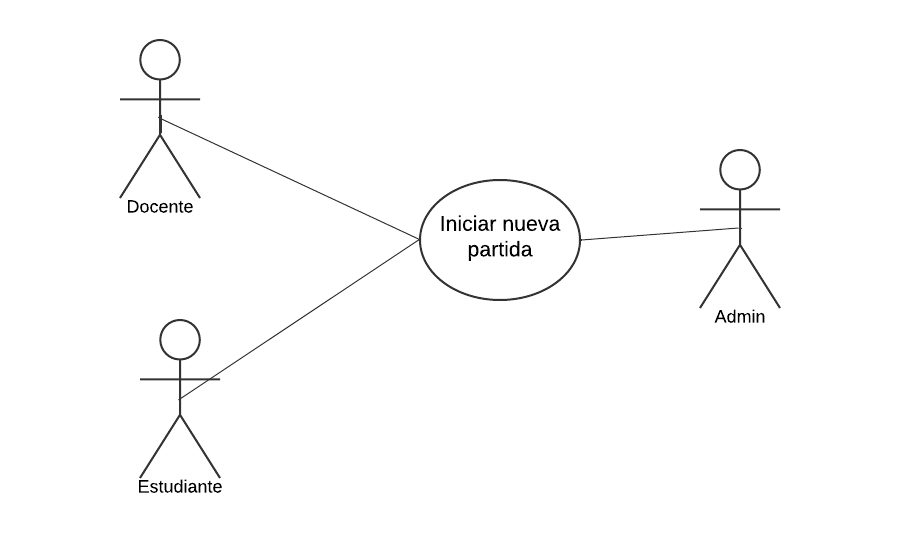 Docente
Iniciar nueva
partida
Admin
Estudiante